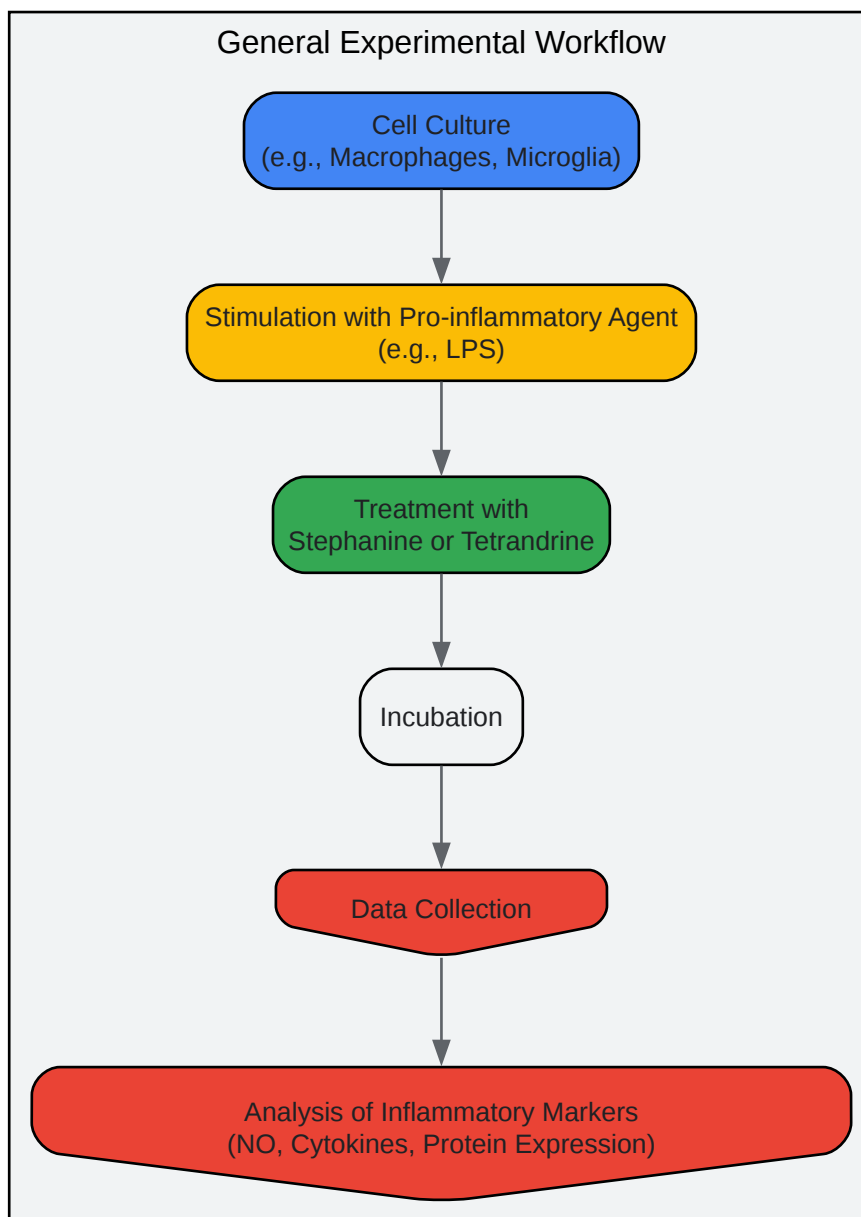 General Experimental Workflow
Cell Culture
(e.g., Macrophages, Microglia)
Stimulation with Pro-inflammatory Agent
(e.g., LPS)
Treatment with
Stephanine or Tetrandrine
Incubation
Data Collection
Analysis of Inflammatory Markers
(NO, Cytokines, Protein Expression)